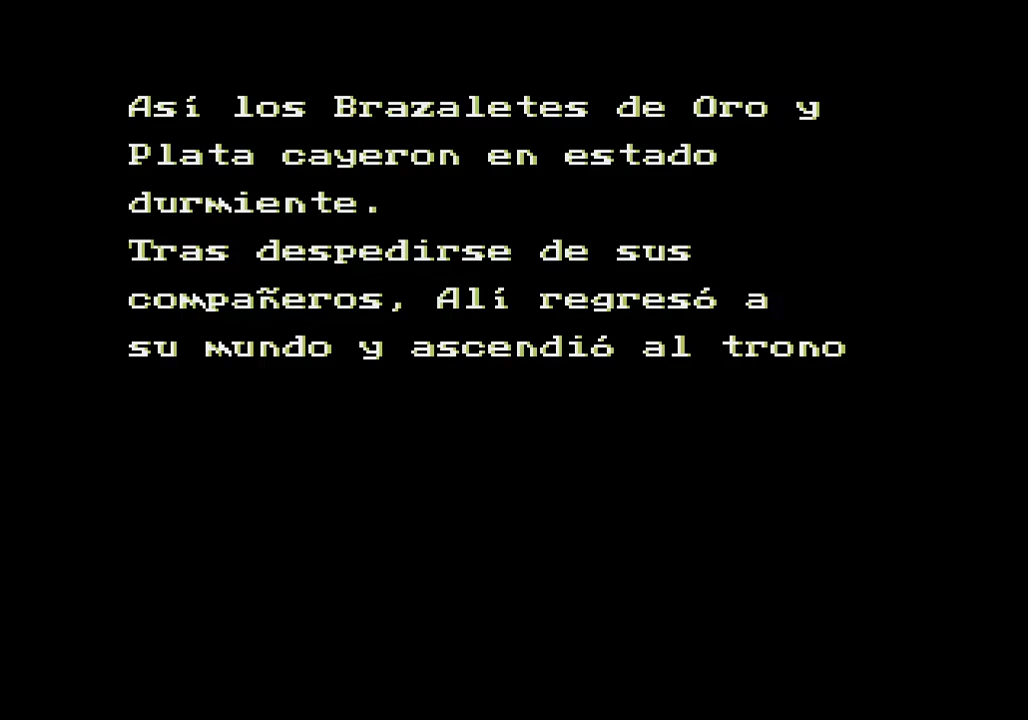 Así los Brazaletes de Oro y
Plata cayeron en estado
durmiente.
Tras despedirse de sus
compañeros, Alí regresó a
su mundo y ascendió al trono